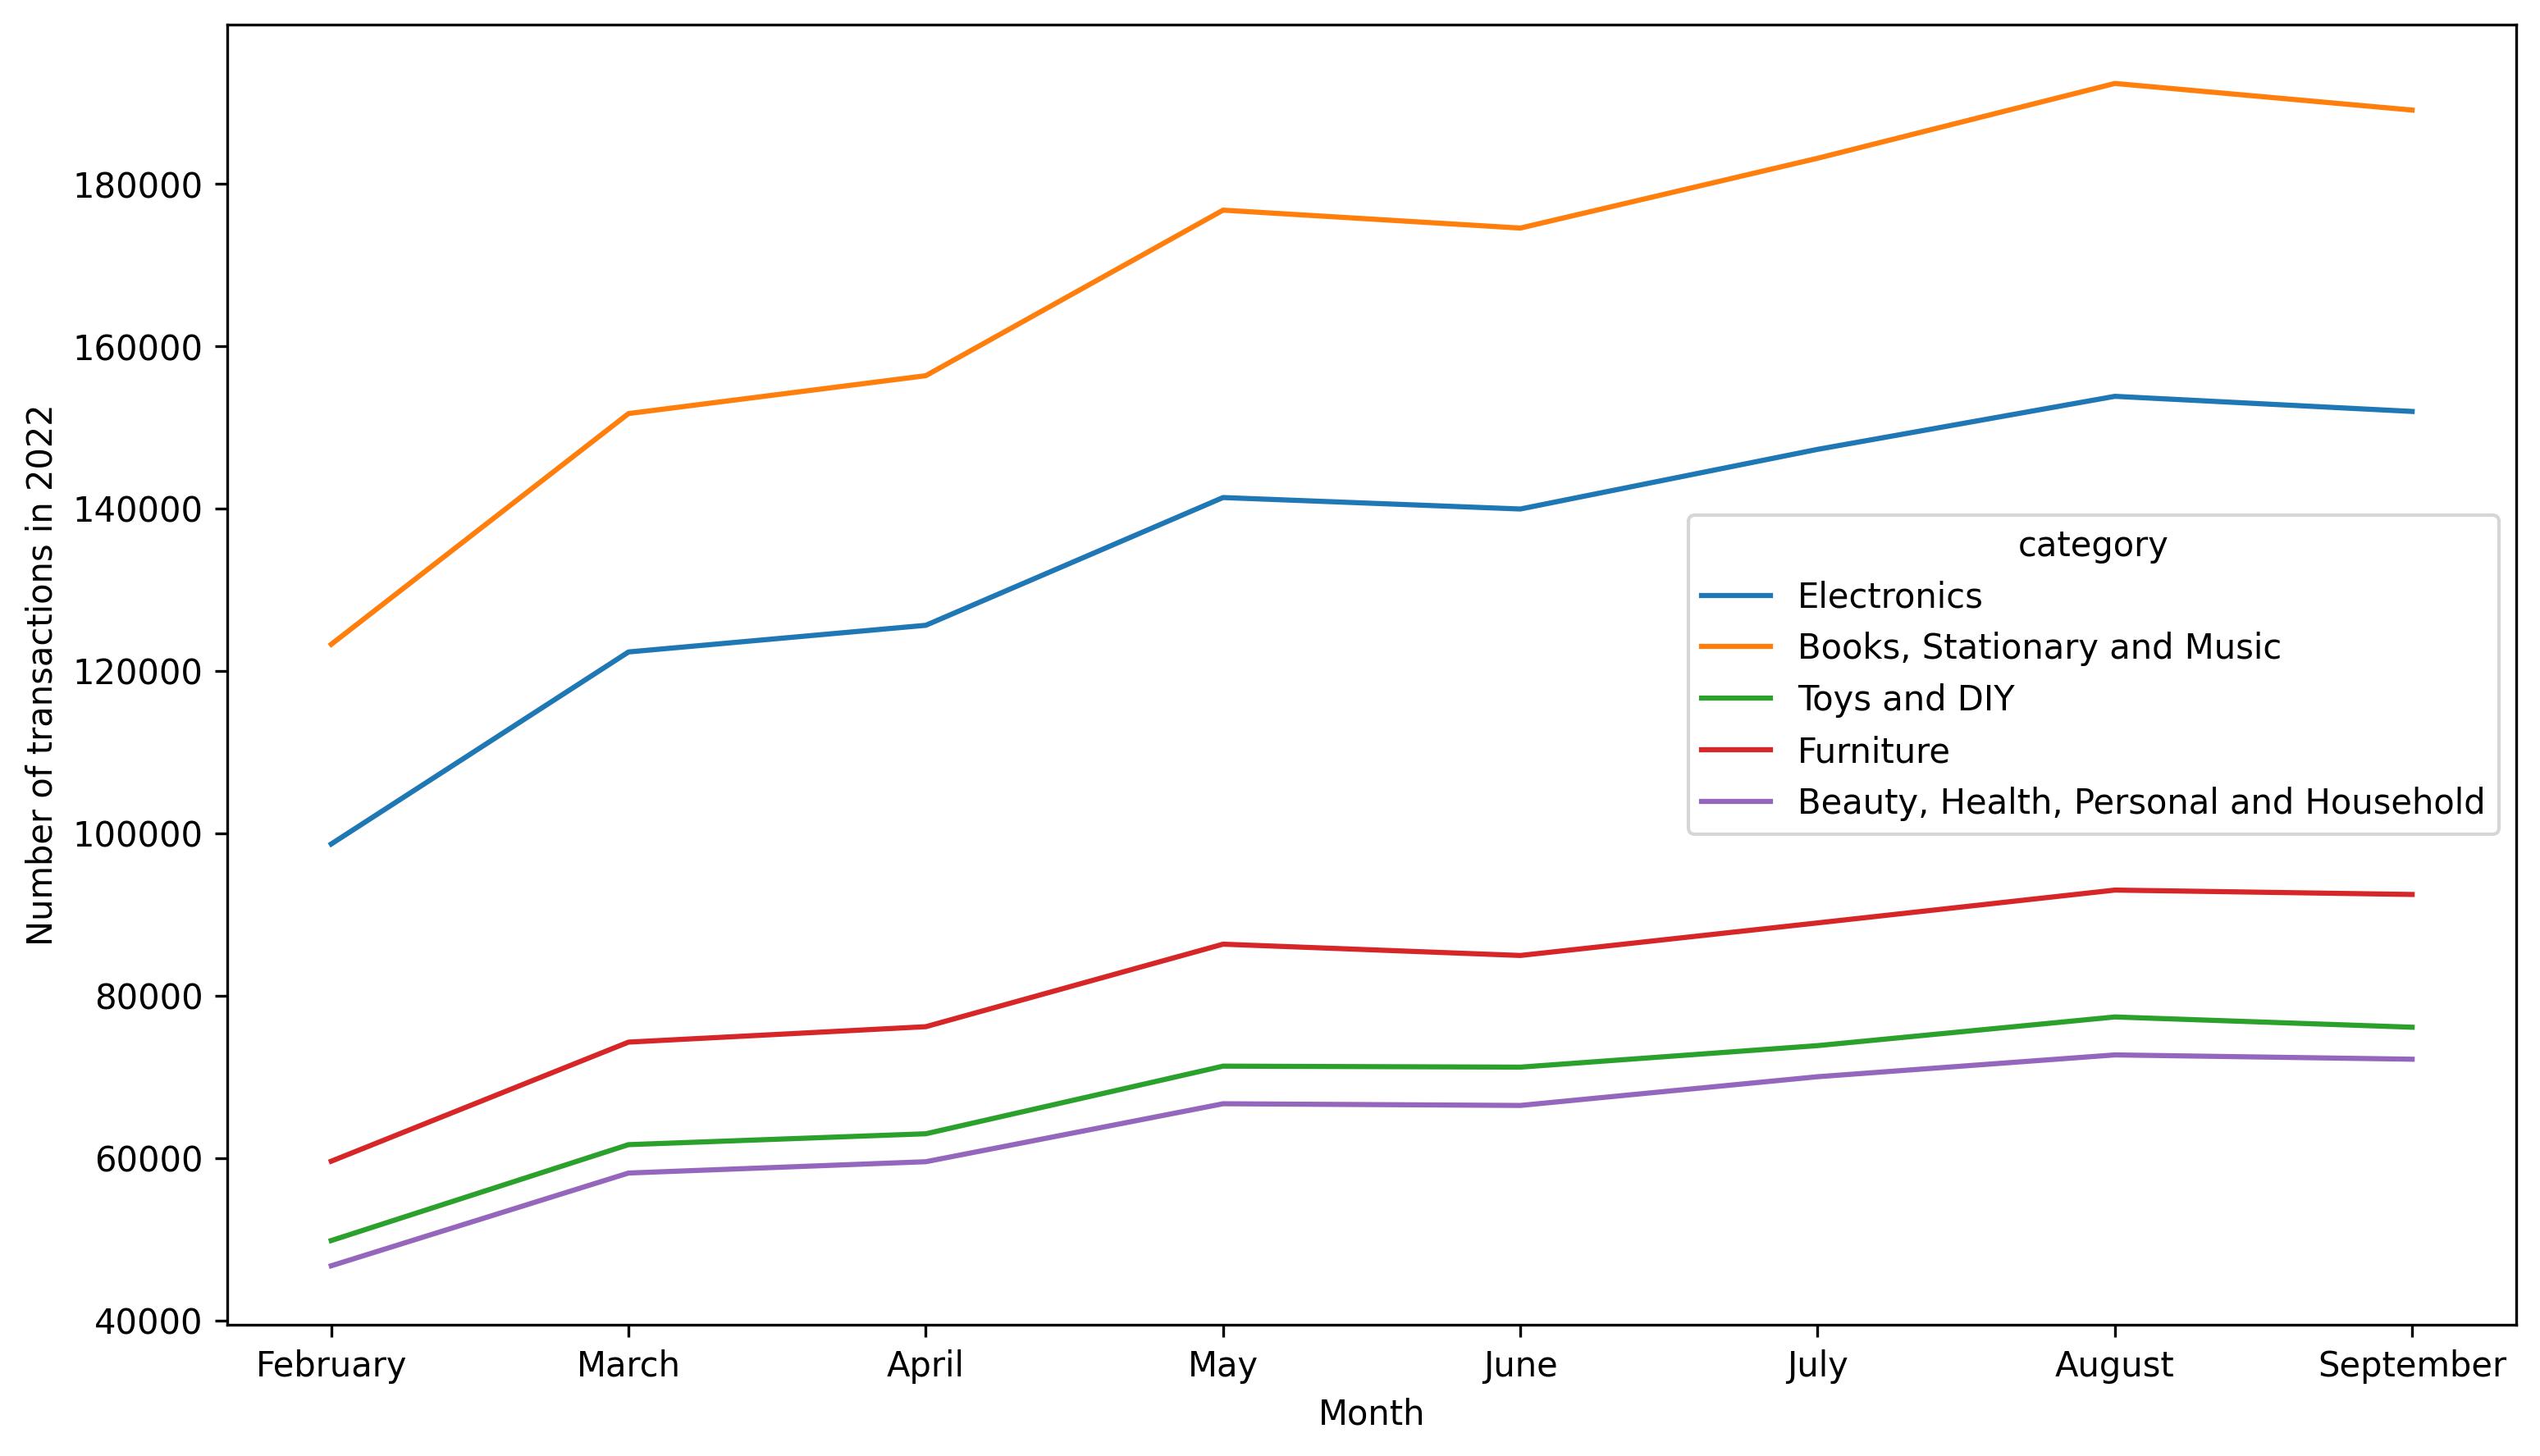 Number of transactions in 2022
180000
160000
140000
120000
100000
80000
60000
40000
category
Electronics
Books, Stationary and Music
Toys and DIY
Furniture
Beauty, Health, Personal and Household
February March April May June July August September
Month